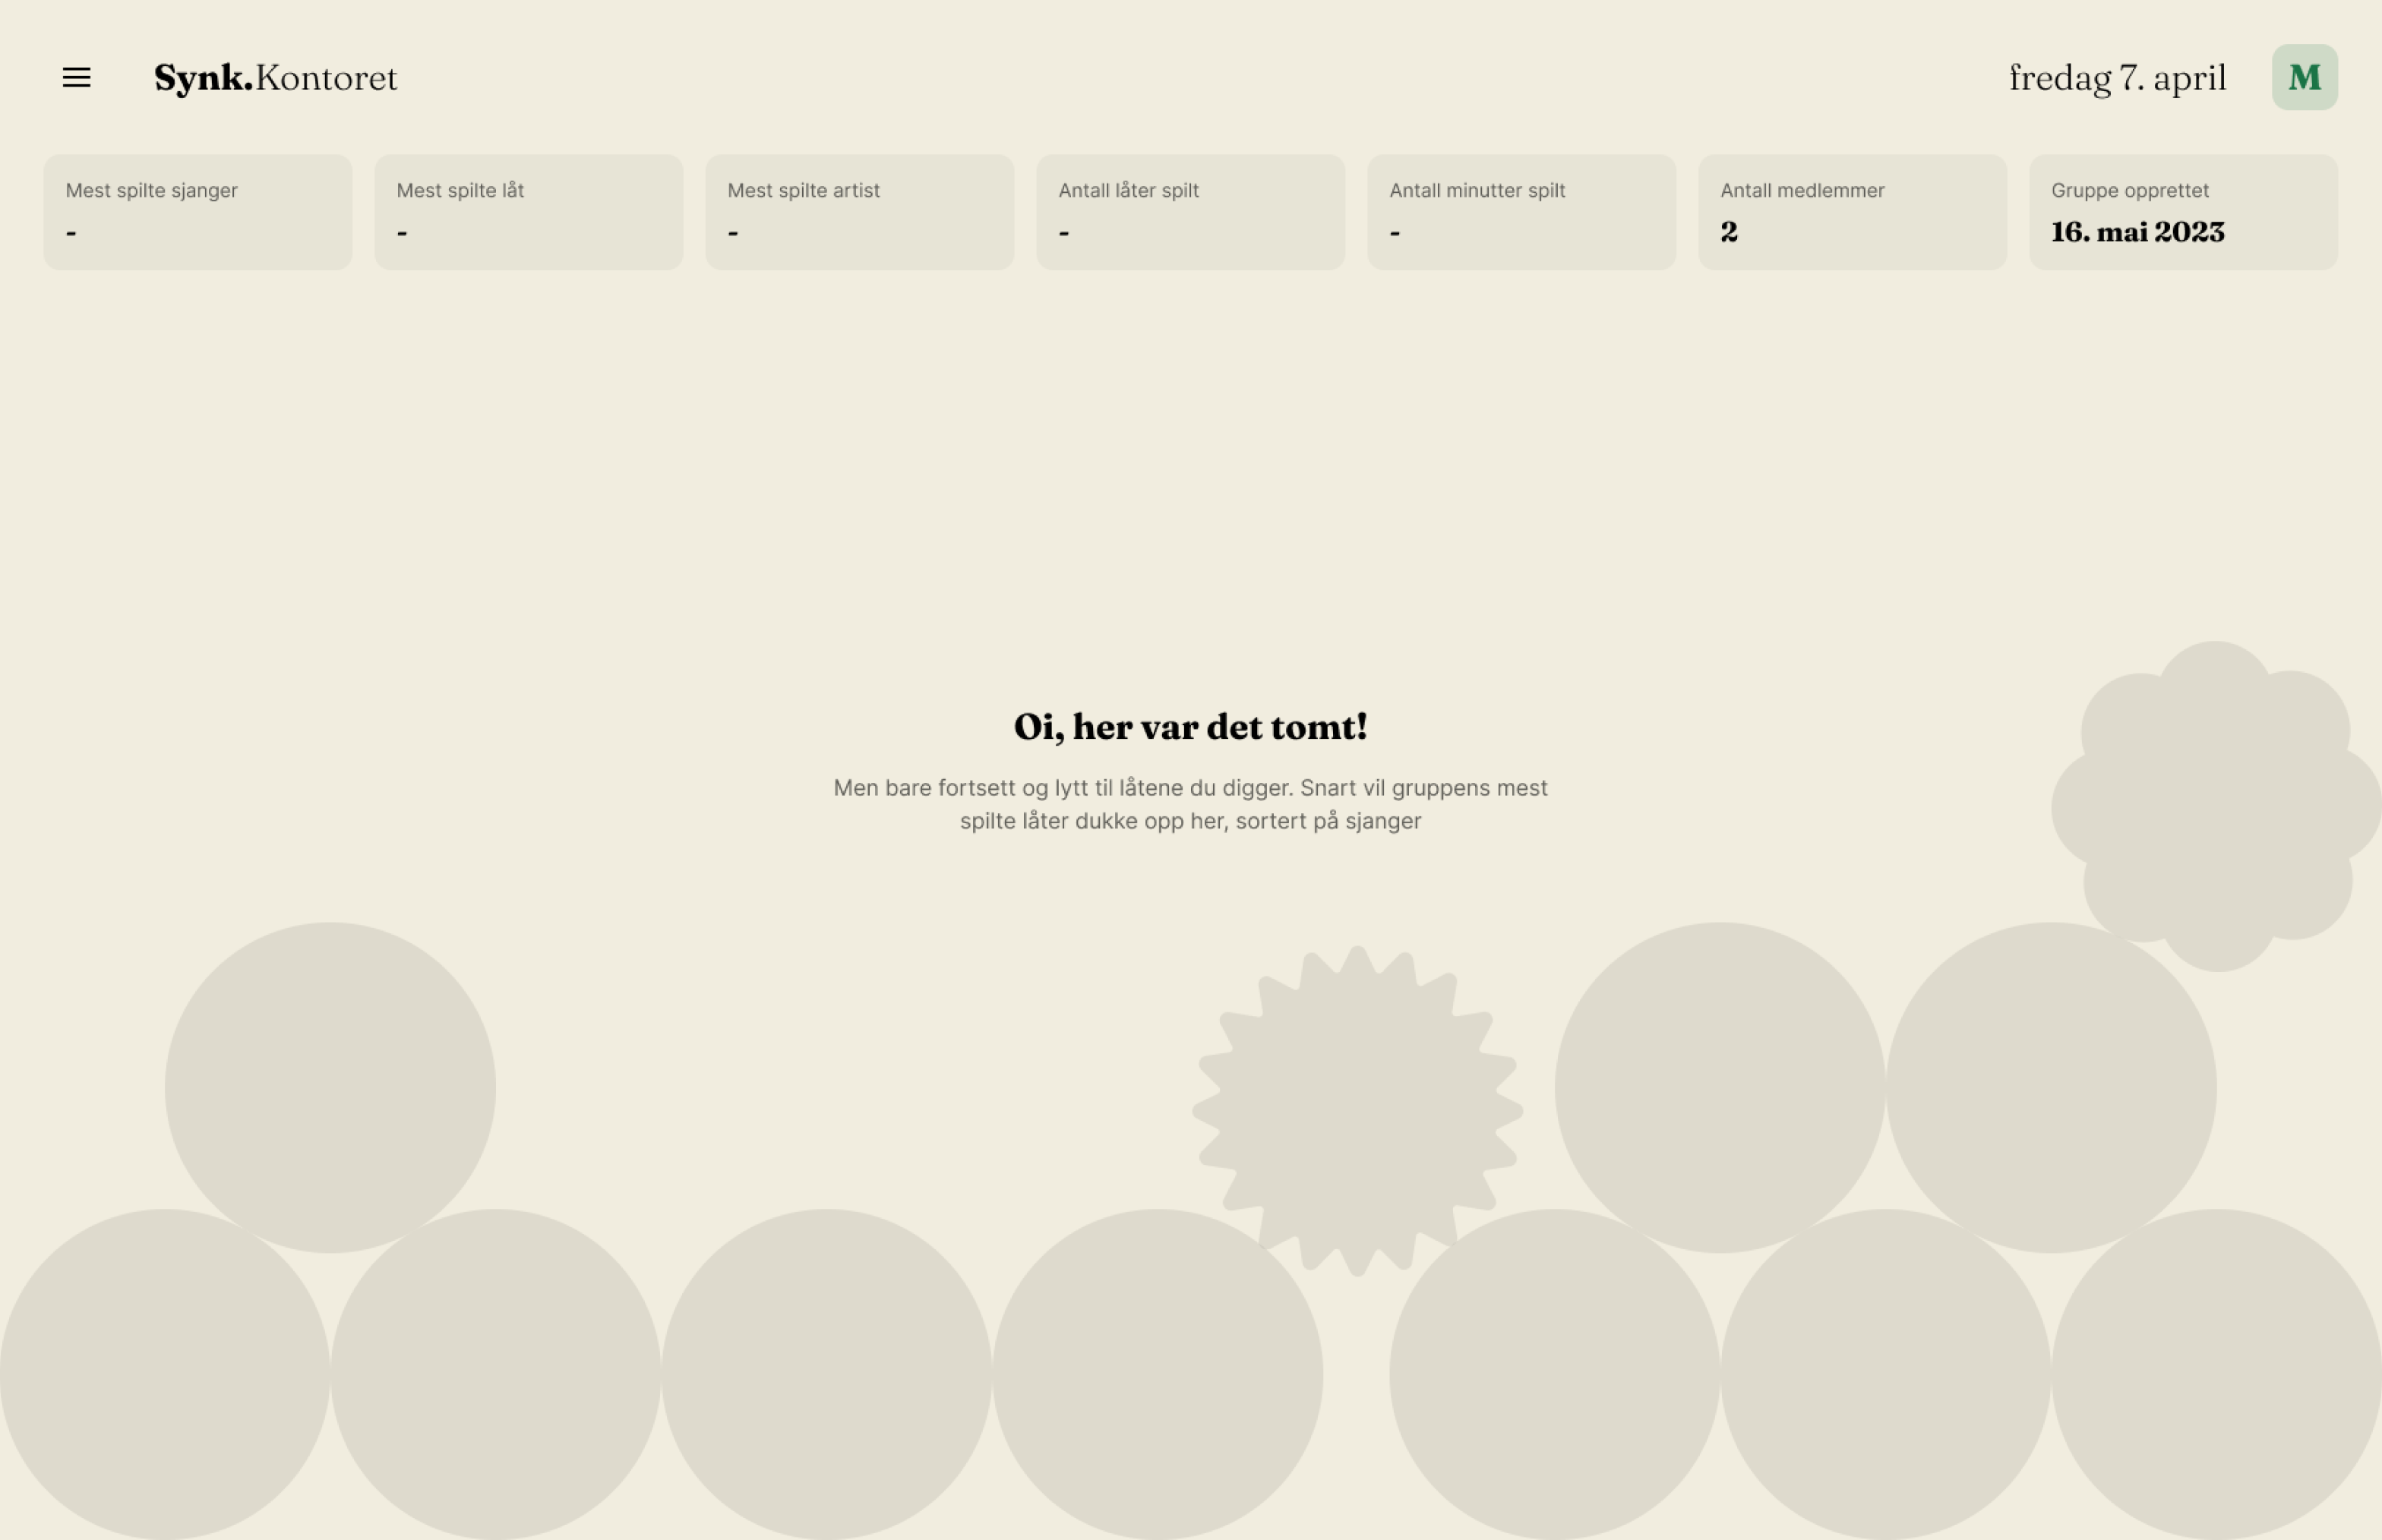 Synk.Kontoret
fredag 7. april
M
Mest spilte sjanger
-
Mest spilte låt
-
Mest spilte artist
-
Antall låter spilt
-
Antall minutter spilt
-
Antall medlemmer
2
Gruppe opprettet
16. mai 2023
Oi, her var det tomt!
Men bare fortsett og lytt til låtene du digger. Snart vil gruppens mest
spilte låter dukke opp her, sortert på sjanger